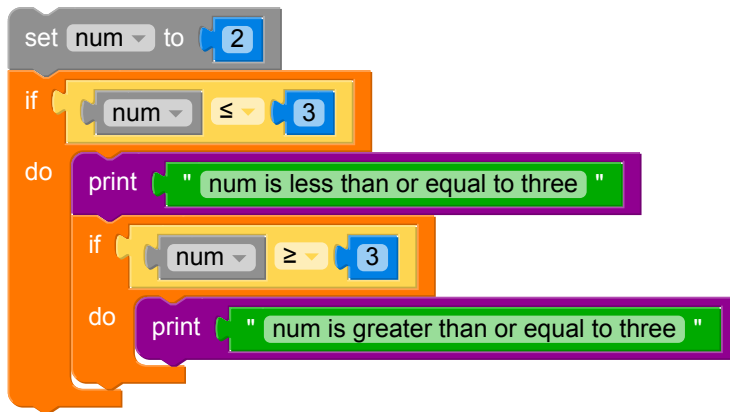 set num to 2
if num ≤ 3
do print " num is less than or equal to three "
if num ≥ 3
do print " num is greater than or equal to three "